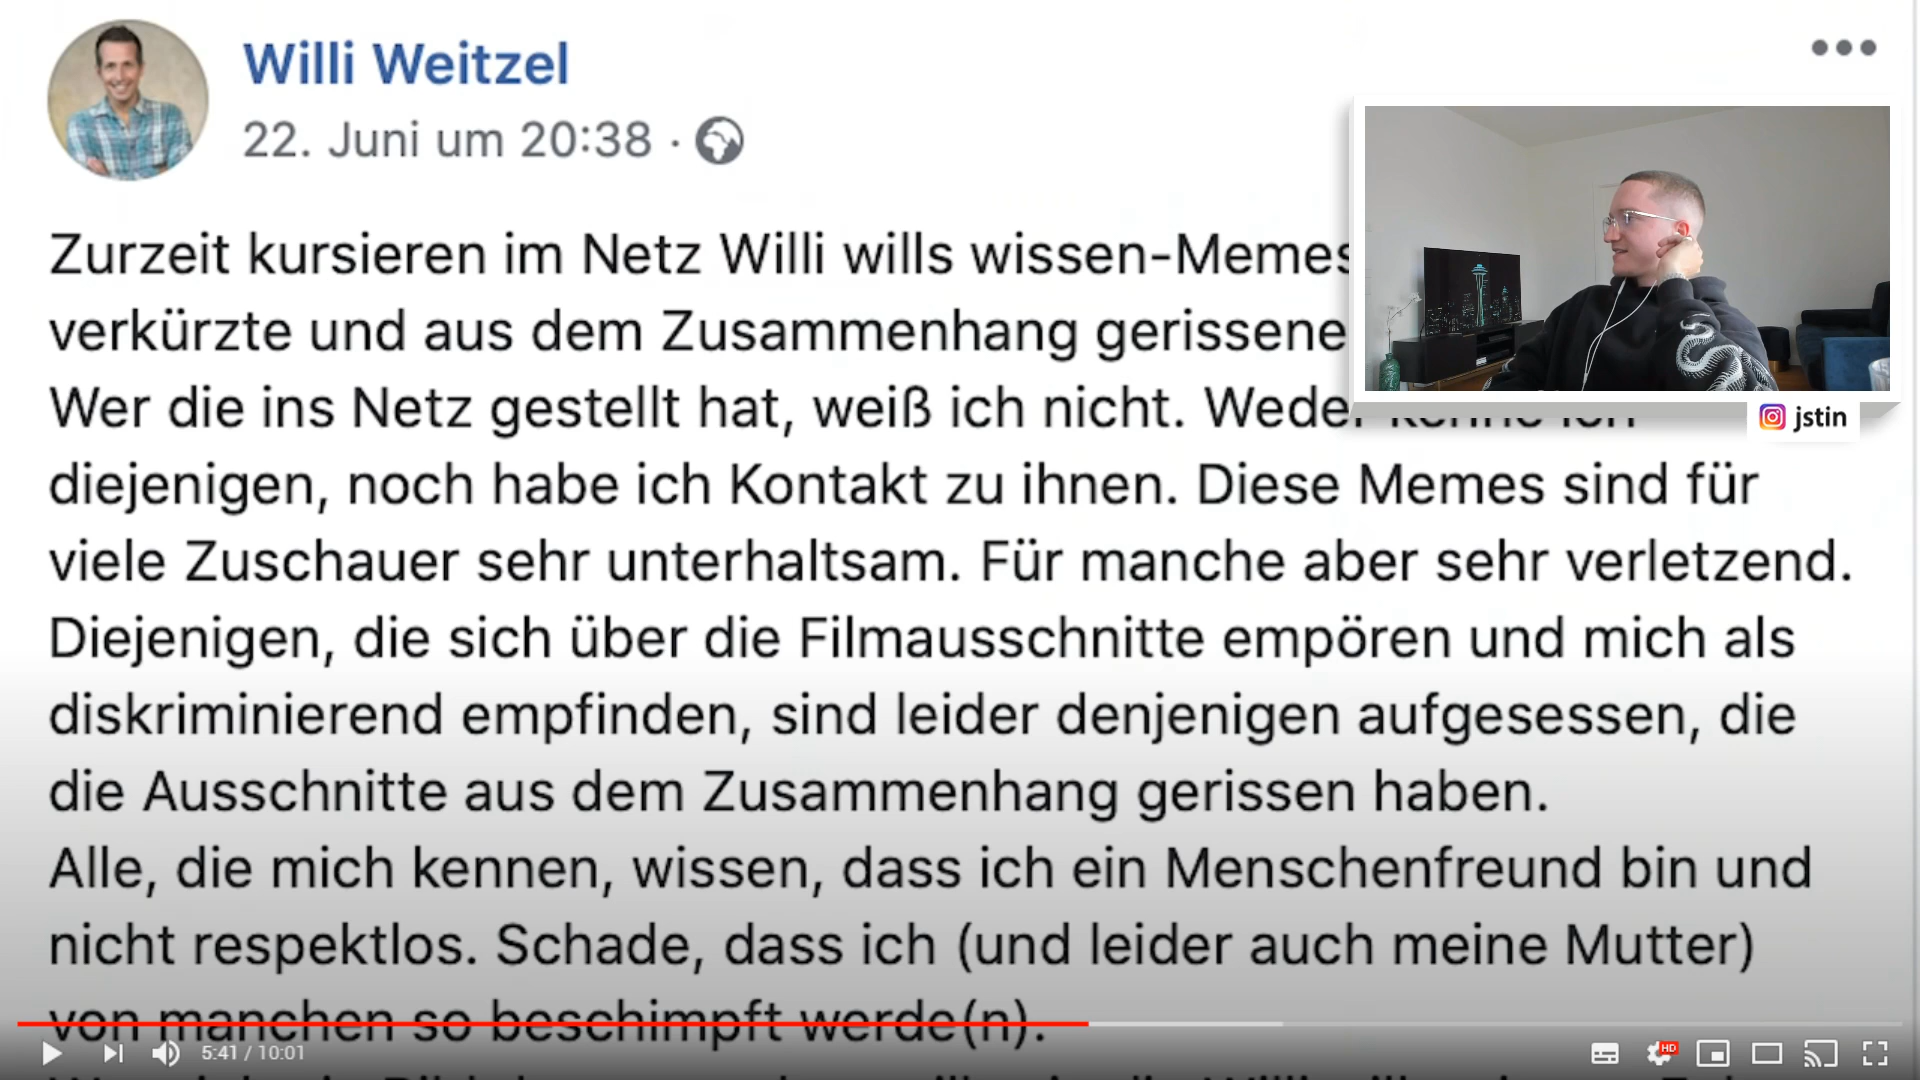 Willi Weitzel
22. Juni um 20:38 ·
Zurzeit kursieren im Netz Willi wills wissen-Memes
verkürzte und aus dem Zusammenhang gerissene
Wer die ins Netz gestellt hat, weiß ich nicht. Weder kenne ich
jstin
diejenigen, noch habe ich Kontakt zu ihnen. Diese Memes sind für
viele Zuschauer sehr unterhaltsam. Für manche aber sehr verletzend.
Diejenigen, die sich über die Filmausschnitte empören und mich als
diskriminierend empfinden, sind leider denjenigen aufgesessen, die
die Ausschnitte aus dem Zusammenhang gerissen haben.
Alle, die mich kennen, wissen, dass ich ein Menschenfreund bin und
nicht respektlos. Schade, dass ich (und leider auch meine Mutter)
von manchen so beschimpft werde(n).
5:41 / 10:01
HD